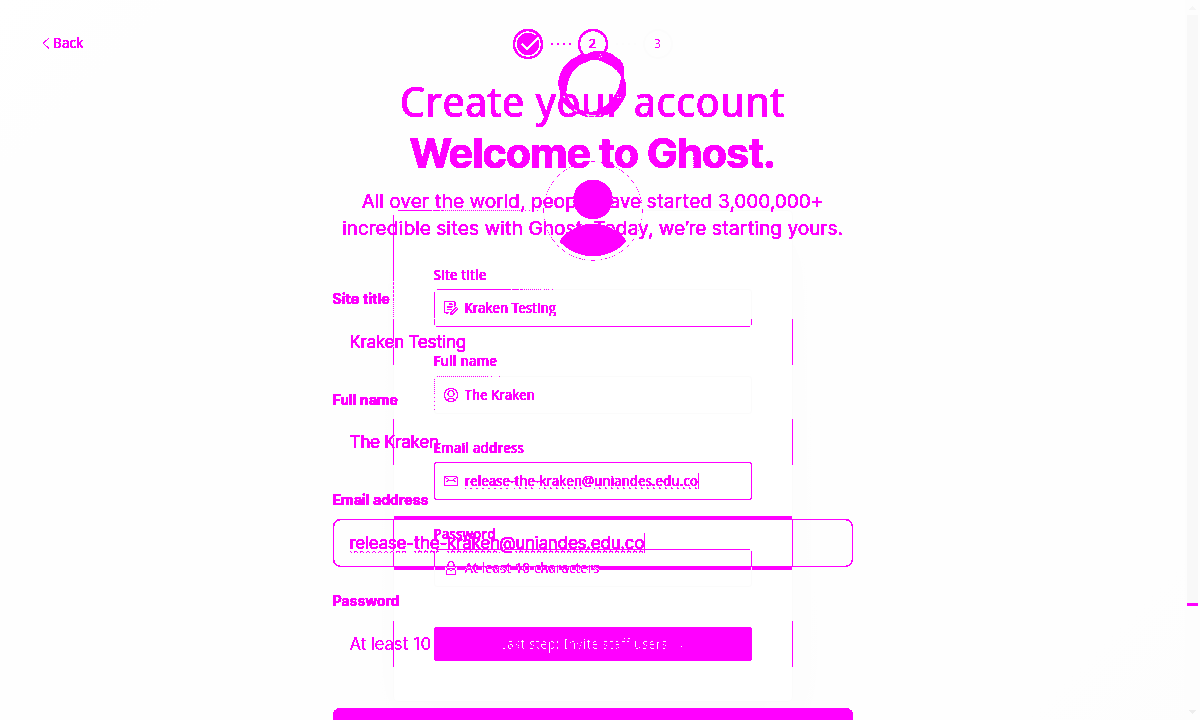 Back
2
3
Create your account
Welcome to Ghost.
All over the world, people have started 3,000,000+
incredible sites with Ghost. Today, we’re starting yours.
Site title
Site title
Kraken Testing
Kraken Testing
Full name
The Kraken
Full name
The Kraken
Email address
release-the-kraken@uniandes.edu.co
Email address
Password
release-the-kraken@uniandes.edu.co
At least 10 characters
Password
At least 10
Last step: Invite staff users